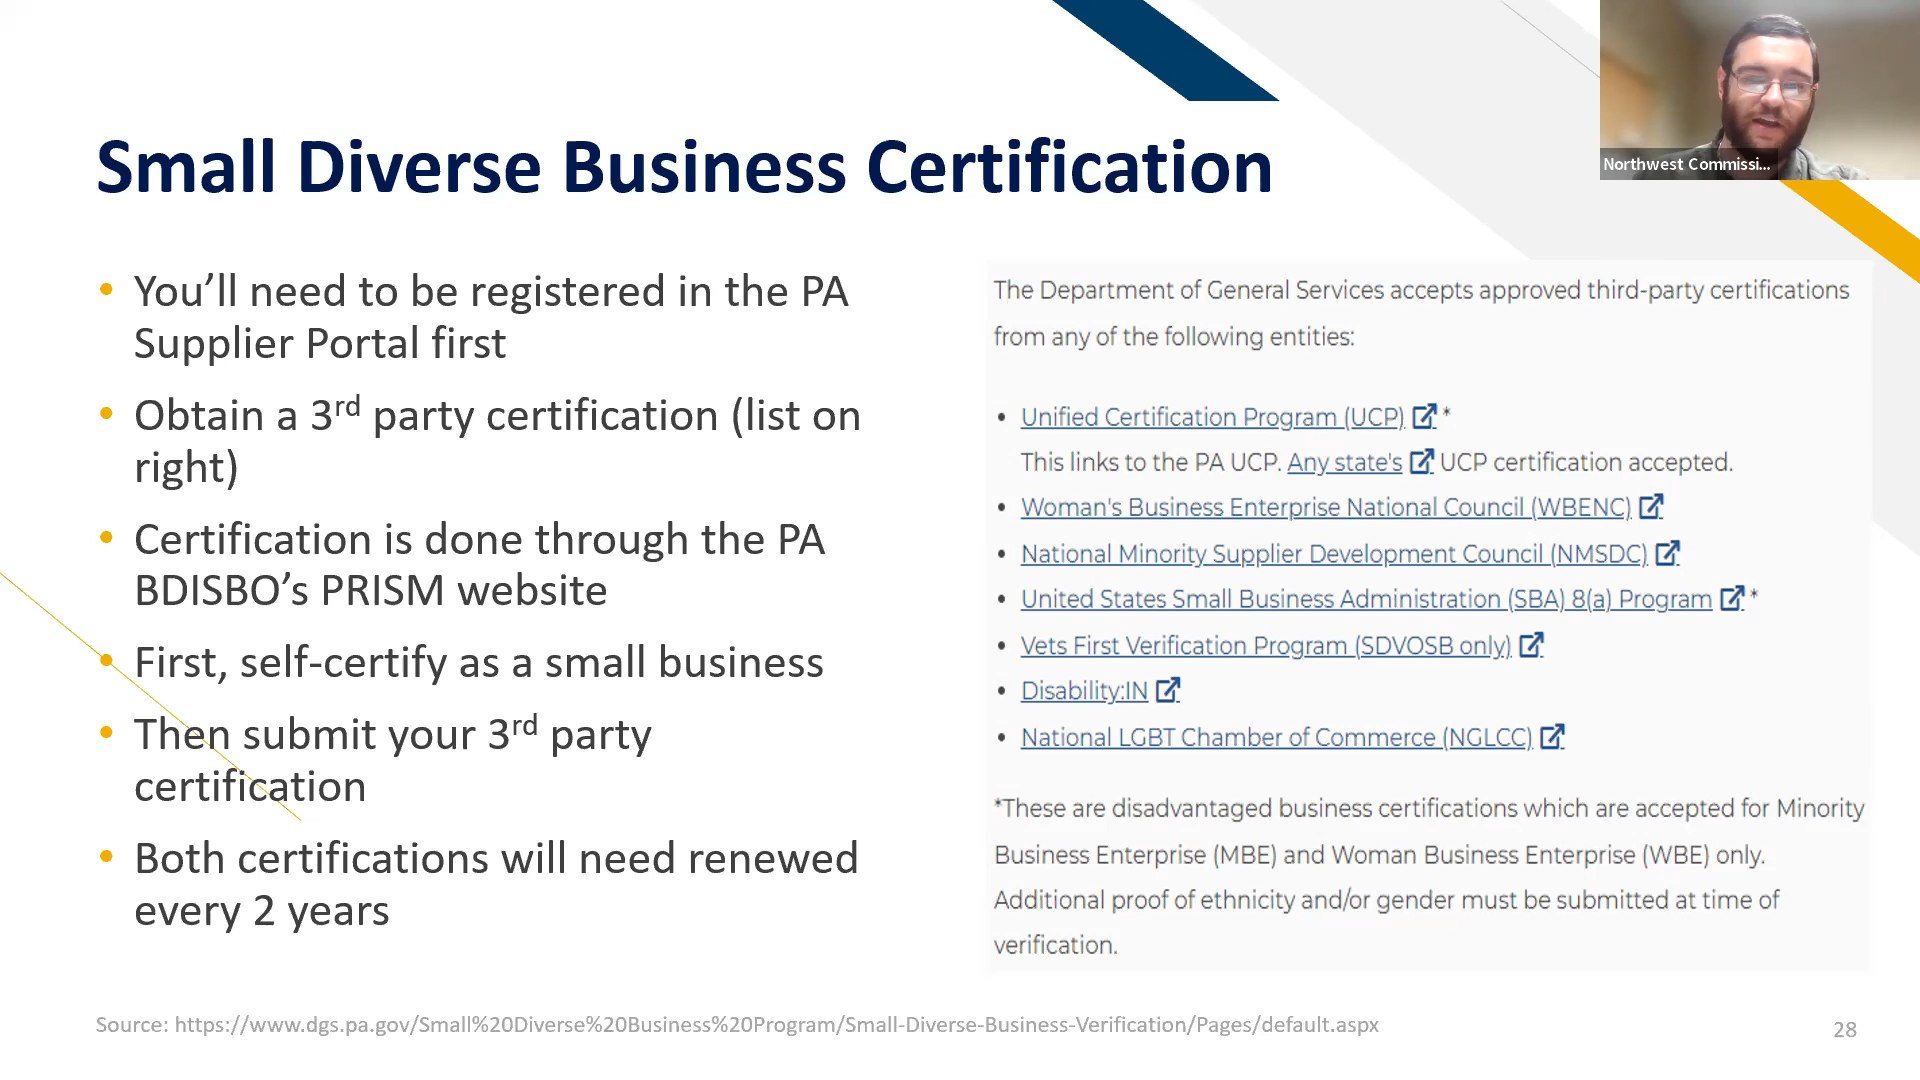 Northwest Commissi...
Small Diverse Business Certification
• You’ll need to be registered in the PA
Supplier Portal first
• Obtain a 3rd party certification (list on
right)
• Certification is done through the PA
BDISBO’s PRISM website
• First, self-certify as a small business
• Then submit your 3rd party
certification
• Both certifications will need renewed
every 2 years
The Department of General Services accepts approved third-party certifications
from any of the following entities:
• Unified Certification Program (UCP) *
This links to the PA UCP. Any state's UCP certification accepted.
• Woman's Business Enterprise National Council (WBENC)
• National Minority Supplier Development Council (NMSDC)
• United States Small Business Administration (SBA) 8(a) Program *
• Vets First Verification Program (SDVOSB only)
• Disability:IN
• National LGBT Chamber of Commerce (NGLCC)
*These are disadvantaged business certifications which are accepted for Minority
Business Enterprise (MBE) and Woman Business Enterprise (WBE) only.
Additional proof of ethnicity and/or gender must be submitted at time of
verification.
Source: https://www.dgs.pa.gov/Small%20Diverse%20Business%20Program/Small-Diverse-Business-Verification/Pages/default.aspx
28